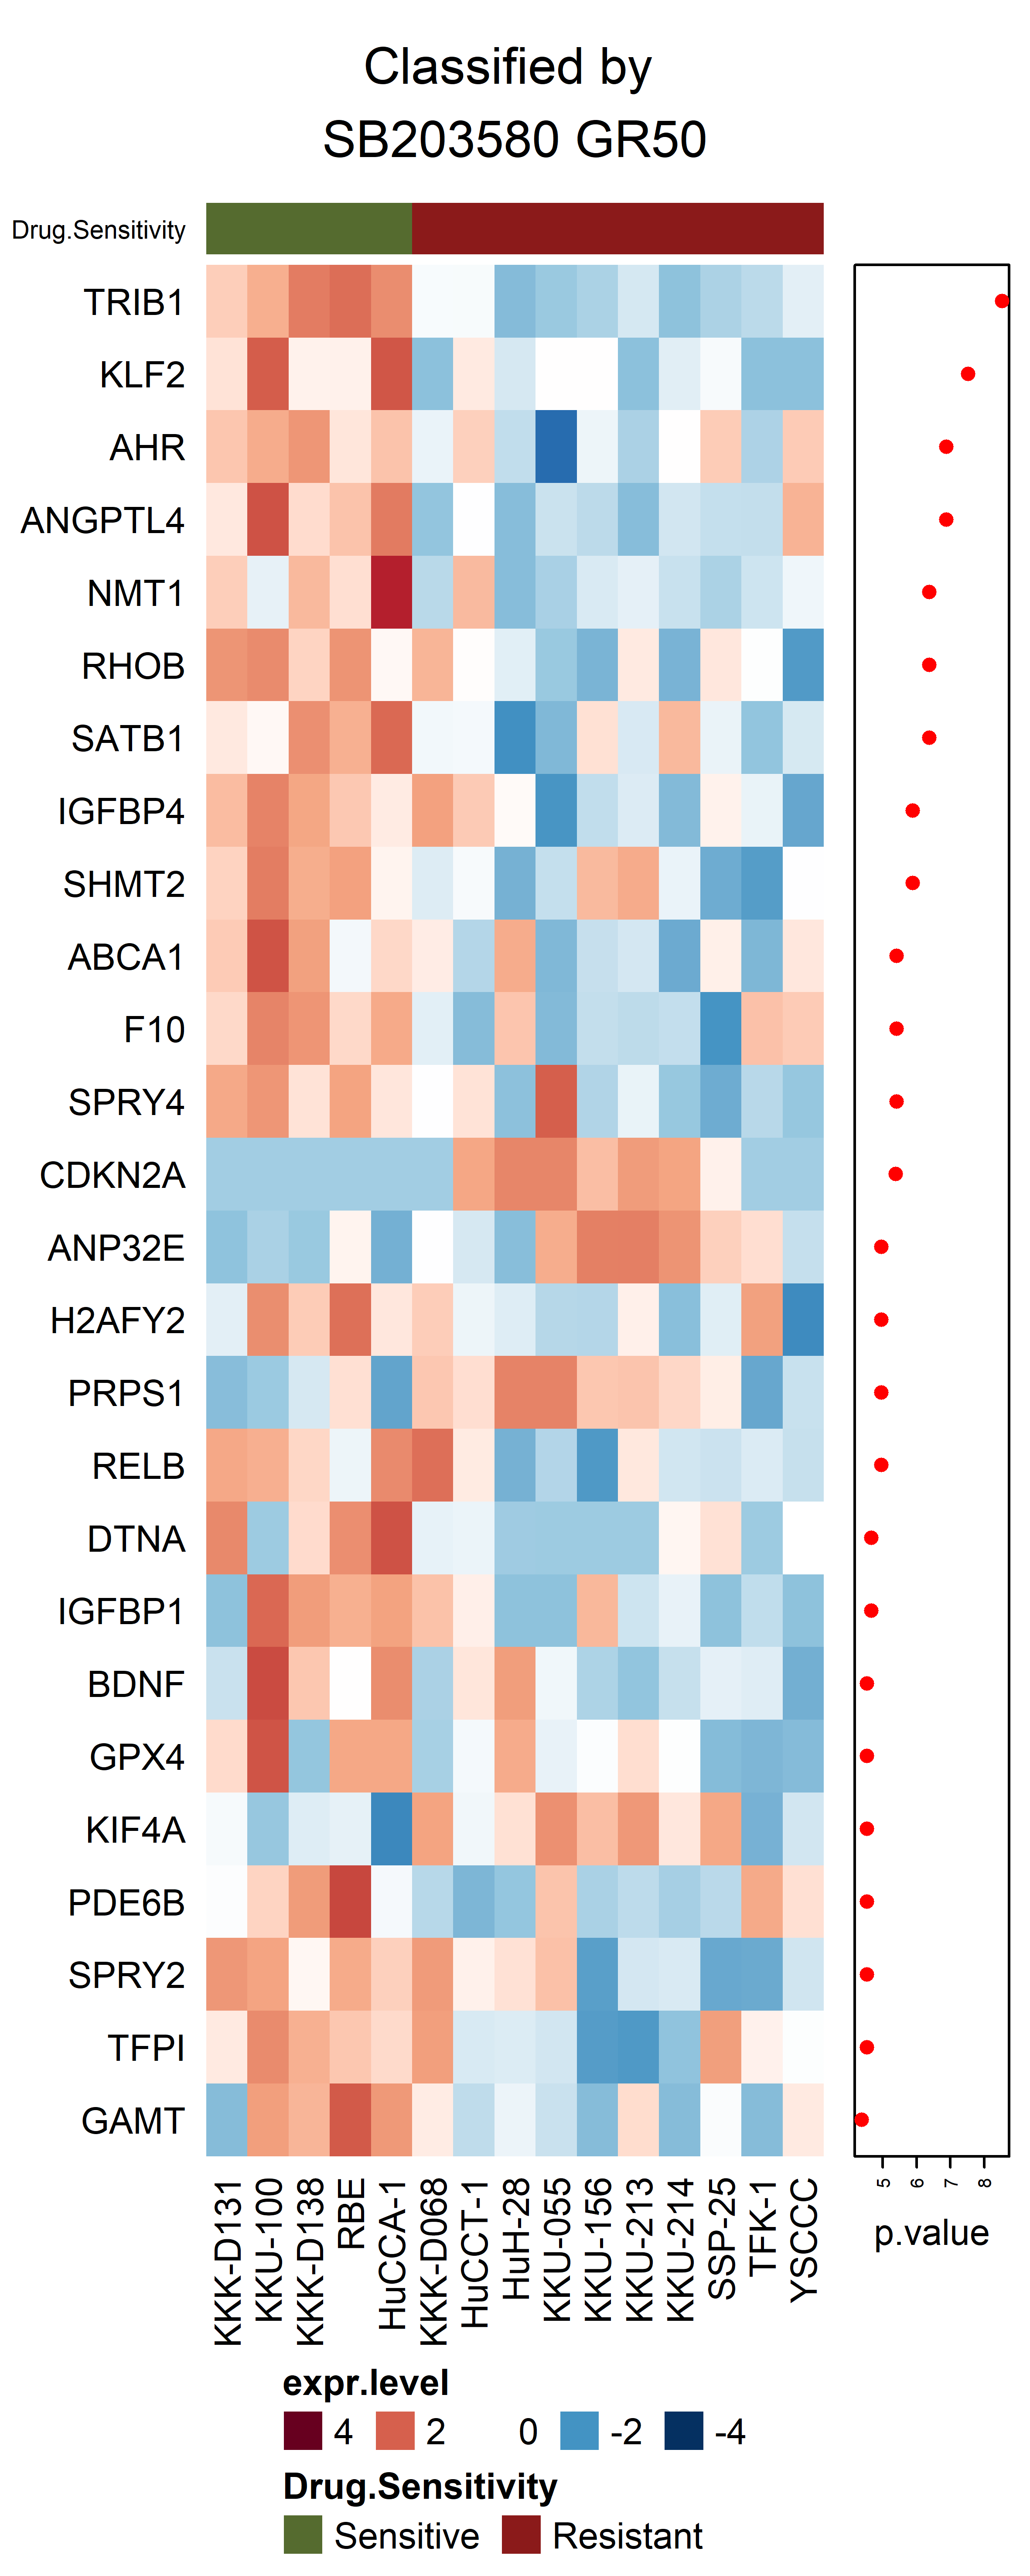 Classified by
SB203580 GR50
Drug.Sensitivity
TRIB1
KLF2
AHR
ANGPTL4
NMT1
RHOB
SATB1
IGFBP4
SHMT2
ABCA1
F10
SPRY4
CDKN2A
ANP32E
H2AFY2
PRPS1
RELB
DTNA
IGFBP1
BDNF
GPX4
KIF4A
PDE6B
SPRY2
TFPI
GAMT
KKK-D131
KKU-100
KKK-D138
RBE
HuCCA-1
KKK-D068
HuCCT-1
HuH-28
KKU-055
KKU-156
KKU-213
KKU-214
SSP-25
TFK-1
YSCCC
5 6 7 8
p.value
expr.level
4 2 0 -2 -4
Drug.Sensitivity
Sensitive Resistant